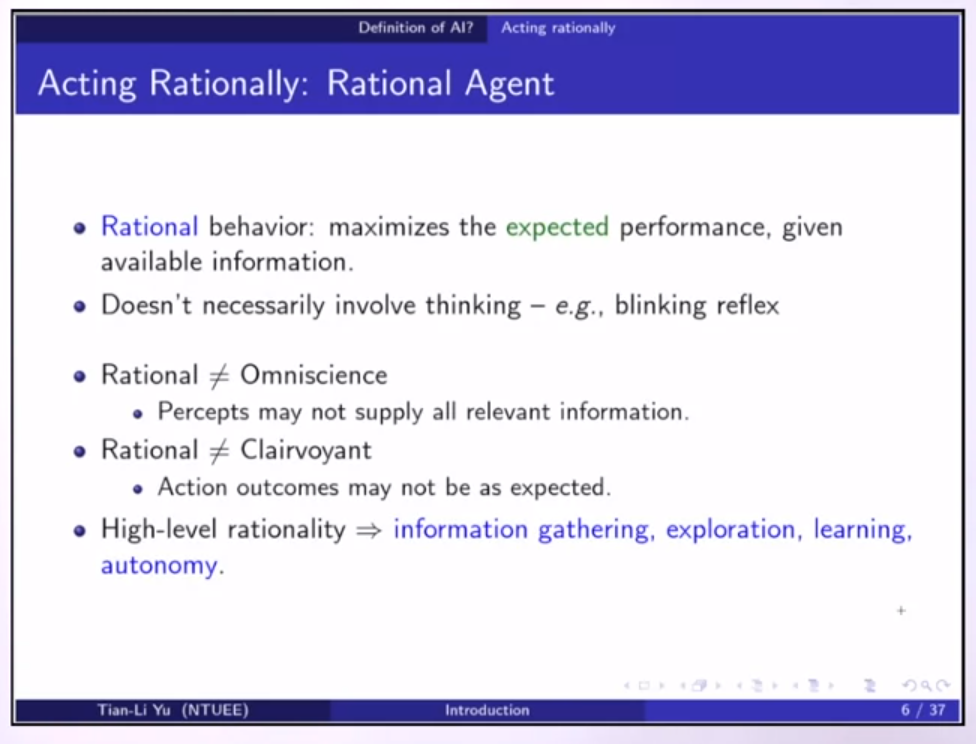 Definition of AI? Acting rationally
Acting Rationally: Rational Agent
Rational behavior: maximizes the expected performance, given
available information.
Doesn't necessarily involve thinking – e.g., blinking reflex
Rational ≠ Omniscience
Percepts may not supply all relevant information.
Rational ≠ Clairvoyant
Action outcomes may not be as expected.
High-level rationality ⇒ information gathering, exploration, learning,
autonomy.
Tian-Li Yu (NTUEE) Introduction 6 / 37